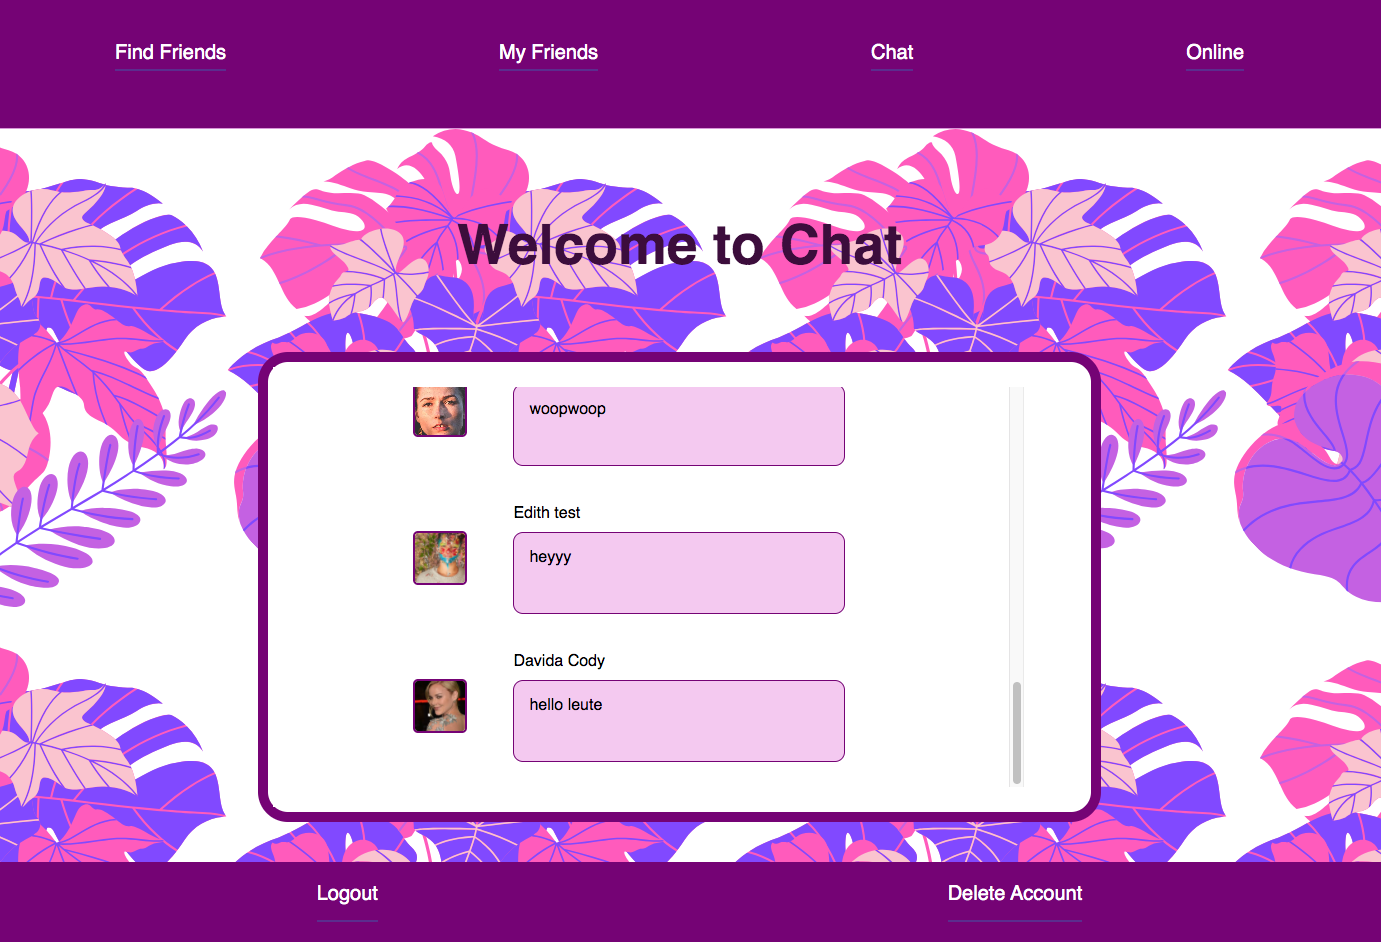 Find Friends
My Friends
Chat
Online
Welcome to Chat
woopwoop
Edith test
heyyy
Davida Cody
hello leute
Logout
Delete Account